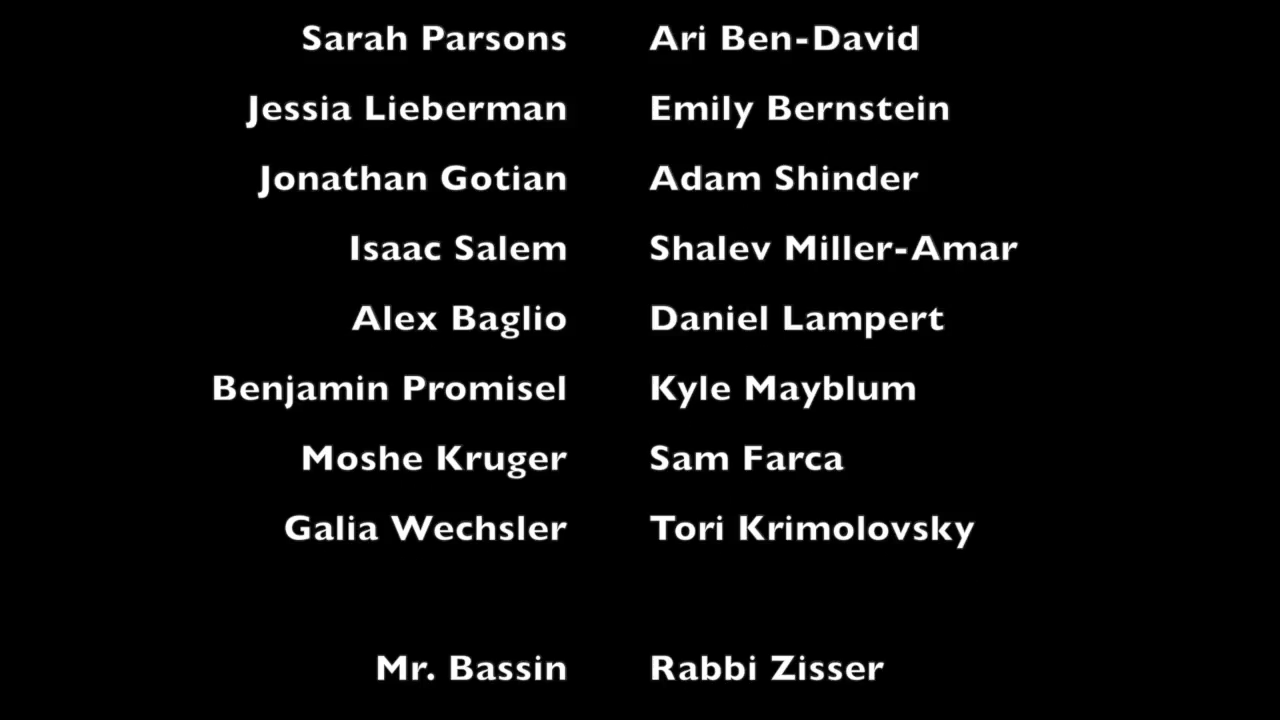 Sarah Parsons Ari Ben-David
Jessia Lieberman Emily Bernstein
Jonathan Gotian Adam Shinder
Isaac Salem Shalev Miller-Amar
Alex Baglio Daniel Lampert
Benjamin Promisel Kyle Mayblum
Moshe Kruger Sam Farca
Galia Wechsler Tori Krimolovsky
Mr. Bassin Rabbi Zisser